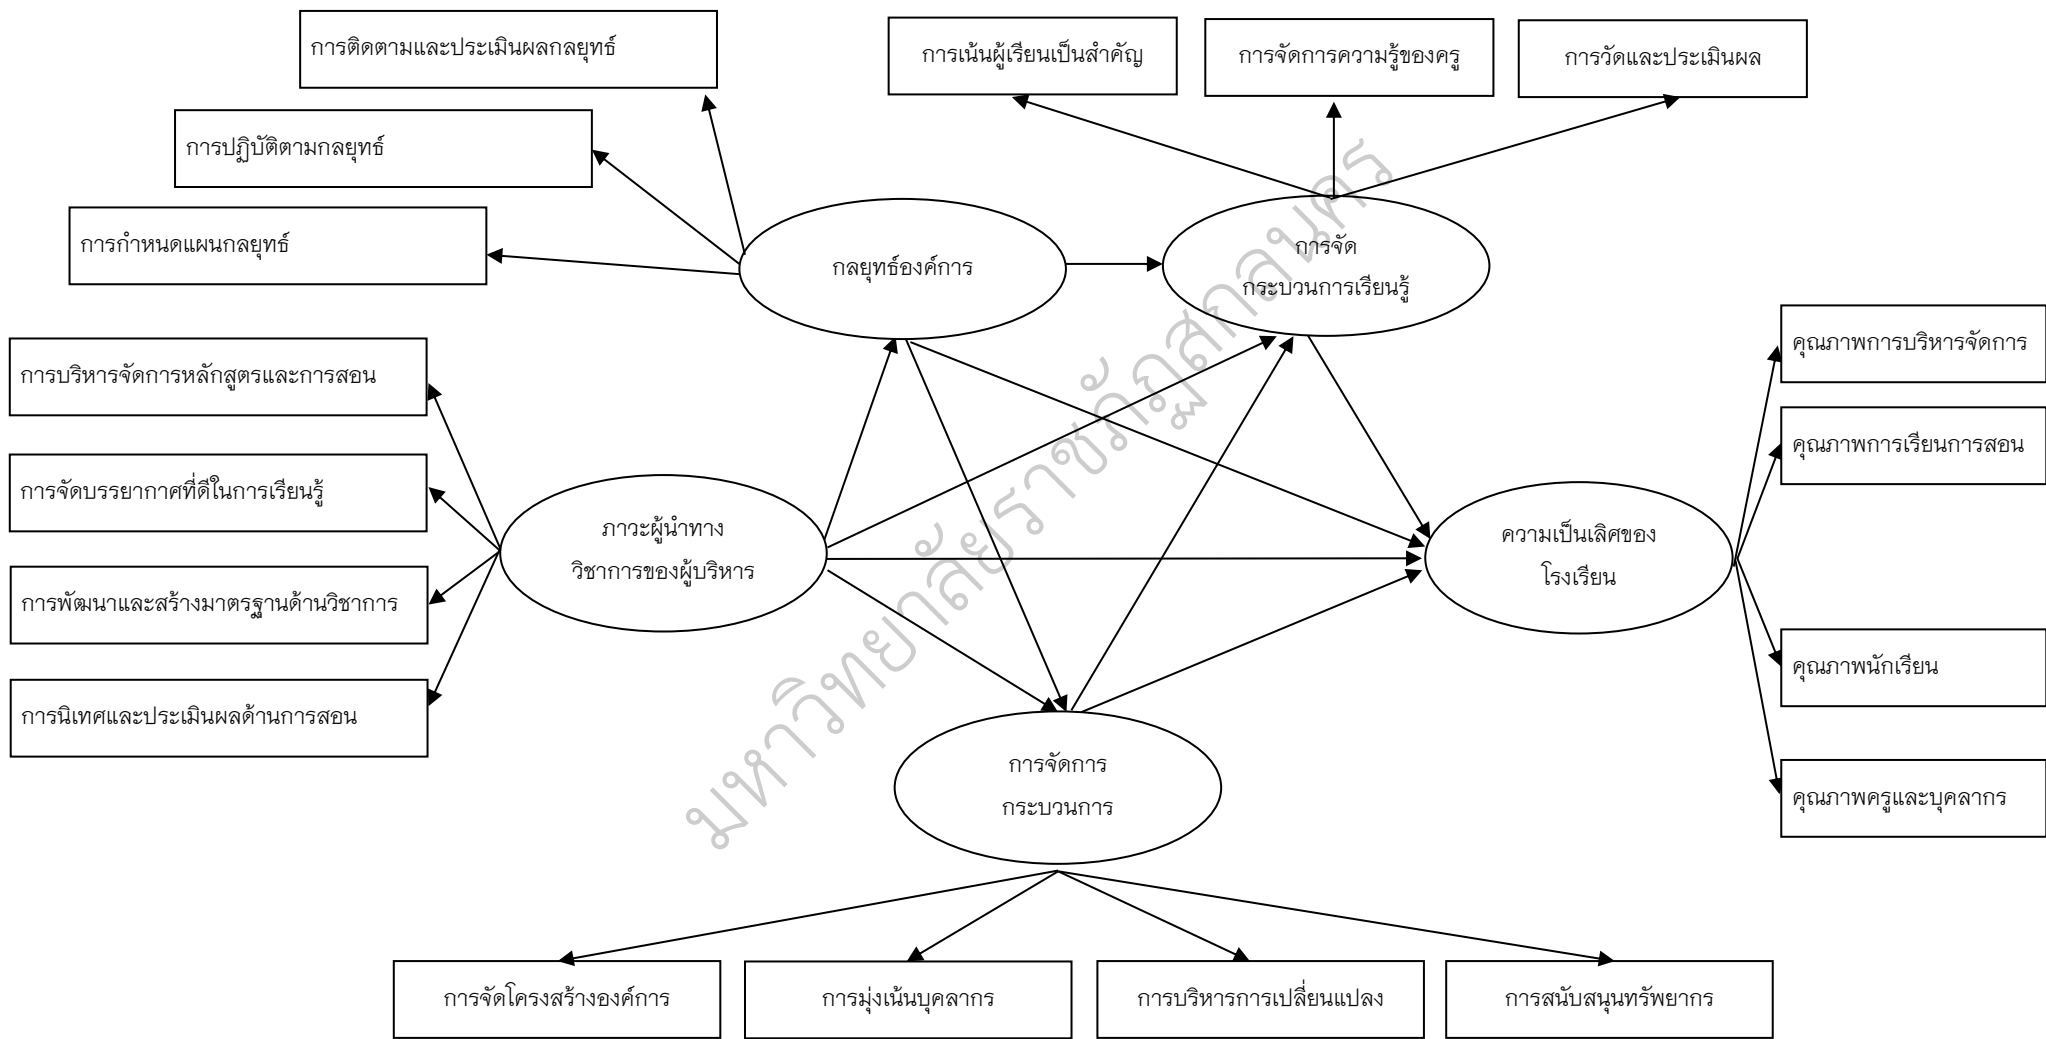 การติดตามและประเมินผลกลยุทธ์
การเน้นผู้เรียนเป็นสำคัญ
การจัดการความรู้ของครู
การวัดและประเมินผล
การปฏิบัติตามกลยุทธ์
การกำหนดแผนกลยุทธ์
กลยุทธ์องค์การ
การจัด
กระบวนการเรียนรู้
การบริหารจัดการหลักสูตรและการสอน
การจัดบรรยากาศที่ดีในการเรียนรู้
การพัฒนาและสร้างมาตรฐานด้านวิชาการ
การนิเทศและประเมินผลด้านการสอน
ภาวะผู้นำทาง
วิชาการของผู้บริหาร
ความเป็นเลิศของ
โรงเรียน
คุณภาพการบริหารจัดการ
คุณภาพการเรียนการสอน
คุณภาพนักเรียน
คุณภาพครูและบุคลากร
การจัดการ
กระบวนการ
การจัดโครงสร้างองค์การ
การมุ่งเน้นบุคลากร
การบริหารการเปลี่ยนแปลง
การสนับสนุนทรัพยากร
มหาวิทยาลัยราชภัฏสกลนคร